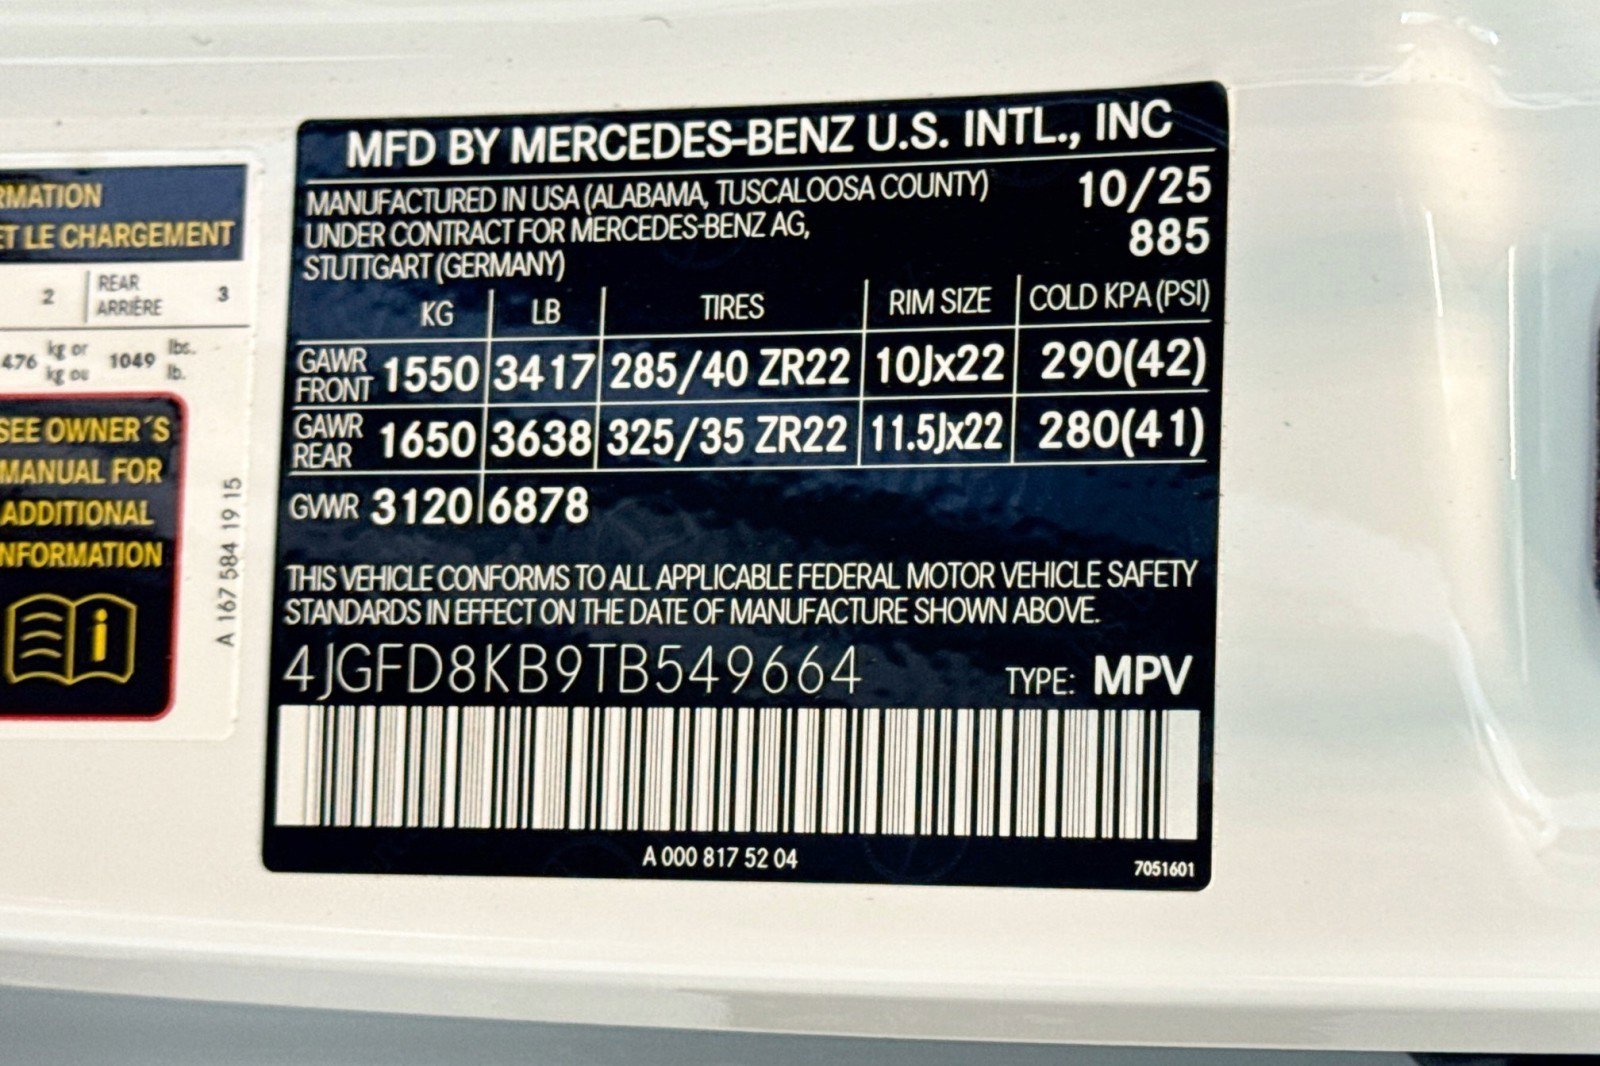 RMATION
ET LE CHARGEMENT
2 REAR 3
ARRIÈRE
476 kg or 1049 lbs.
kg ou lb.
SEE OWNER´S
MANUAL FOR
ADDITIONAL
NFORMATION
i
A 167 584 19 15
MFD BY MERCEDES-BENZ U.S. INTL., INC
MANUFACTURED IN USA (ALABAMA, TUSCALOOSA COUNTY) 10/25
UNDER CONTRACT FOR MERCEDES-BENZ AG, 885
STUTTGART (GERMANY)
KG LB TIRES RIM SIZE COLD KPA (PSI)
GAWR FRONT 1550 3417 285/40 ZR22 10Jx22 290(42)
GAWR REAR 1650 3638 325/35 ZR22 11.5Jx22 280(41)
GVWR 3120 6878
THIS VEHICLE CONFORMS TO ALL APPLICABLE FEDERAL MOTOR VEHICLE SAFETY
STANDARDS IN EFFECT ON THE DATE OF MANUFACTURE SHOWN ABOVE.
4JGFD8KB9TB549664 TYPE: MPV
A 000 817 52 04
7051601